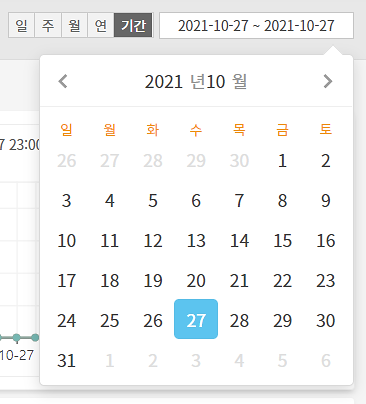 일 주 월 연 기간 2021-10-27 ~ 2021-10-27
2021 년10 월
일 월 화 수 목 금 토
26 27 28 29 30 1 2
7 23:00
3 4 5 6 7 8 9
10 11 12 13 14 15 16
17 18 19 20 21 22 23
24 25 26 27 28 29 30
10-27
31 1 2 3 4 5 6